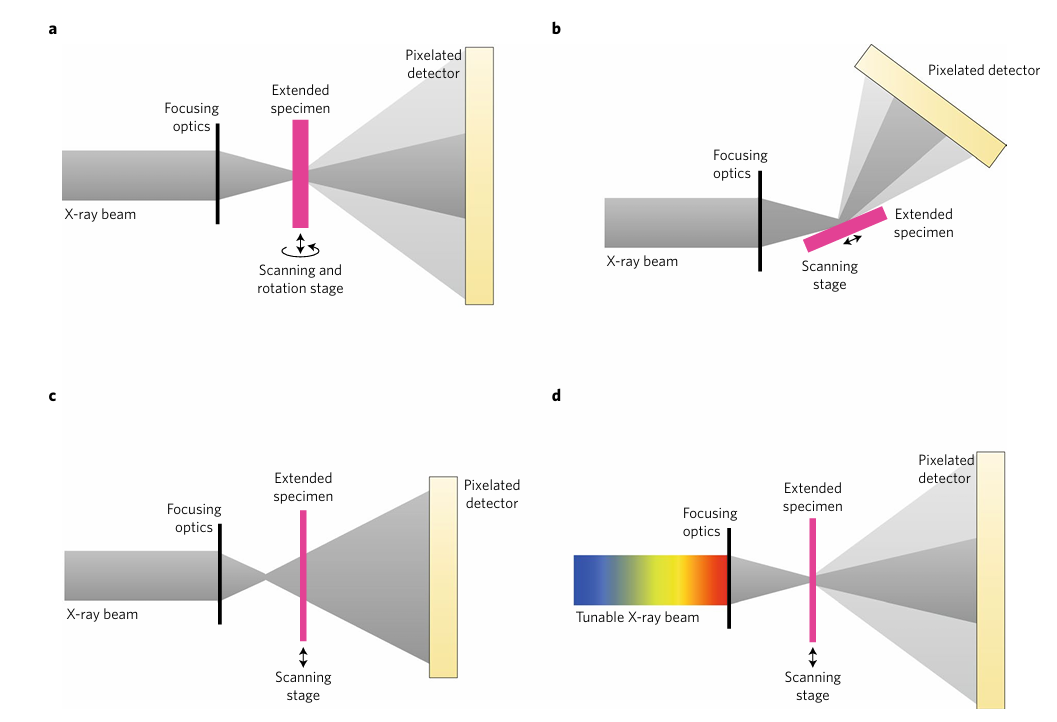 a
Pixelated
detector
Extended
specimen
Focusing
optics
X-ray beam
Scanning and
rotation stage
b
Pixelated detector
Focusing
optics
Extended
specimen
X-ray beam
Scanning
stage
c
Extended
specimen
Pixelated
detector
Focusing
optics
X-ray beam
Scanning
stage
d
Pixelated
detector
Extended
specimen
Focusing
optics
Tunable X-ray beam
Scanning
stage